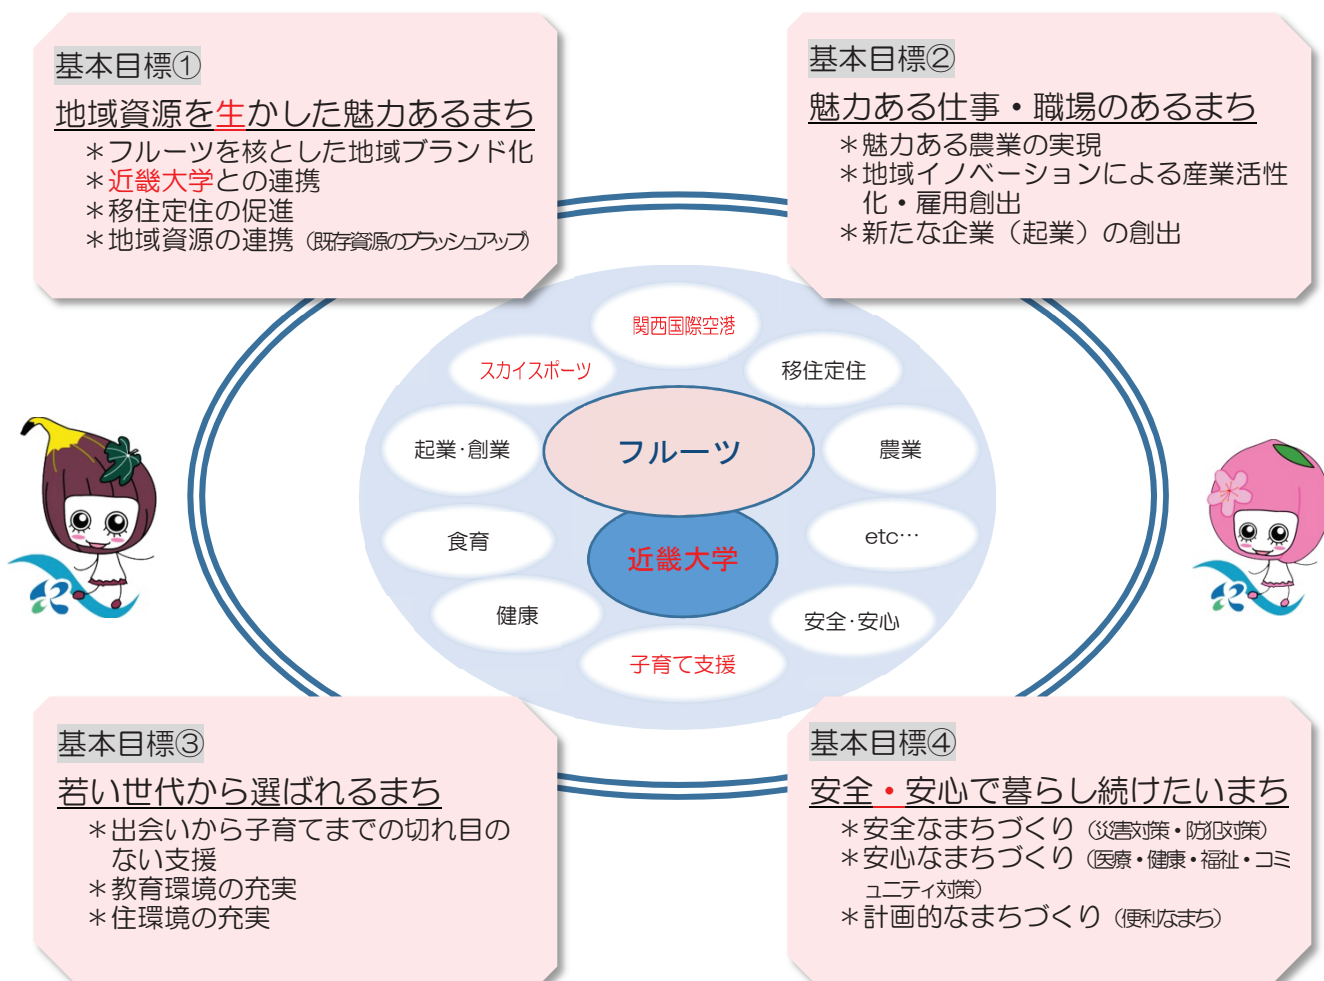 基本目標①
地域資源を生かした魅力あるまち
＊フルーツを核とした地域ブランド化
＊近畿大学との連携
＊移住定住の促進
＊地域資源の連携（既存資源のブラッシュアップ）
基本目標②
魅力ある仕事・職場のあるまち
＊魅力ある農業の実現
＊地域イノベーションによる産業活性
化・雇用創出
＊新たな企業（起業）の創出
関西国際空港
スカイスポーツ
移住定住
起業・創業
フルーツ
農業
食育
近畿大学
etc…
健康
安全・安心
子育て支援
基本目標③
若い世代から選ばれるまち
＊出会いから子育てまでの切れ目の
ない支援
＊教育環境の充実
＊住環境の充実
基本目標④
安全・安心で暮らし続けたいまち
＊安全なまちづくり（災害対策・防犯対策）
＊安心なまちづくり（医療・健康・福祉・コミ
ュニティ対策）
＊計画的なまちづくり（便利なまち）